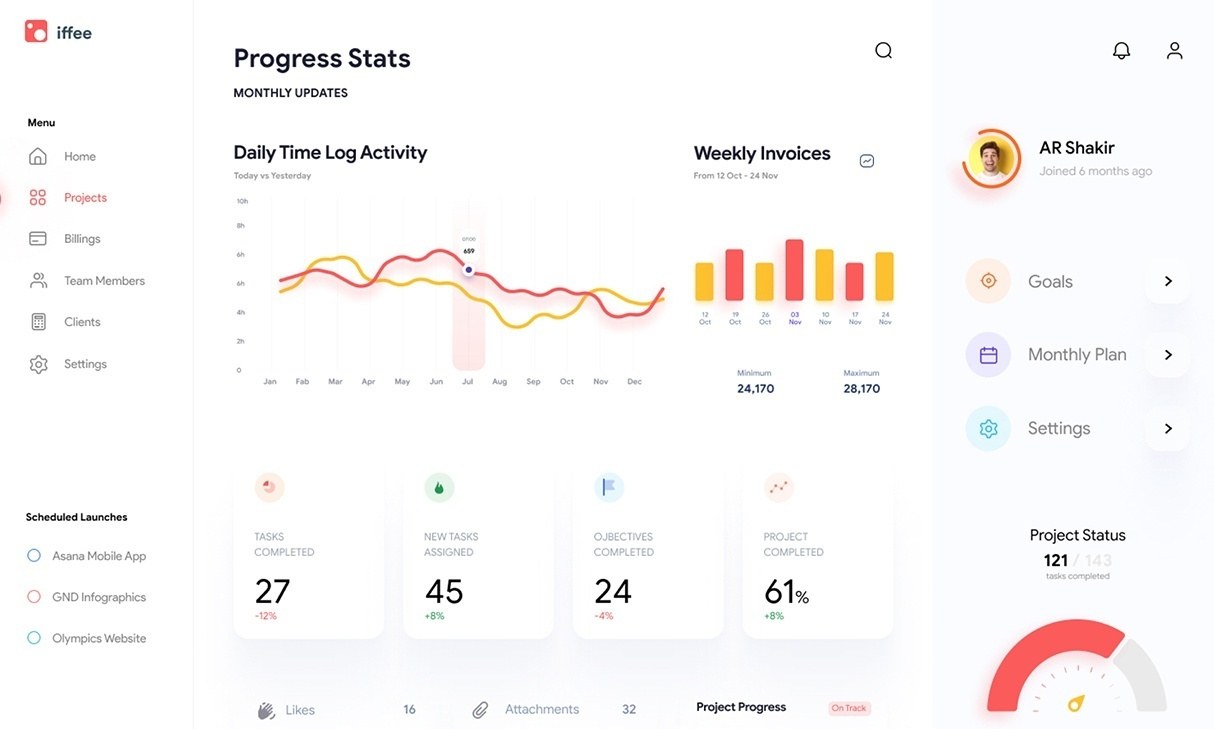 iffee
Menu
Home
Projects
Billings
Team Members
Clients
Settings
Scheduled Launches
Asana Mobile App
GND Infographics
Olympics Website
Progress Stats
MONTHLY UPDATES
Daily Time Log Activity
Today vs Yesterday
10h
8h
6h
6h
4h
2h
0
659
Jan Fab Mar Apr May Jun Jul Aug Sep Oct Nov Dec
Weekly Invoices
From 12 Oct - 24 Nov
12 19 26 03 10 17 24
Oct Oct Oct Nov Nov Nov Nov
Minimum Maximum
24,170 28,170
TASKS
COMPLETED
27
-12%
NEW TASKS
ASSIGNED
45
+8%
OJBECTIVES
COMPLETED
24
-4%
PROJECT
COMPLETED
61%
+8%
Likes 16
Attachments 32
Project Progress On Track
AR Shakir
Joined 6 months ago
Goals
Monthly Plan
Settings
Project Status
121 / 143
tasks completed